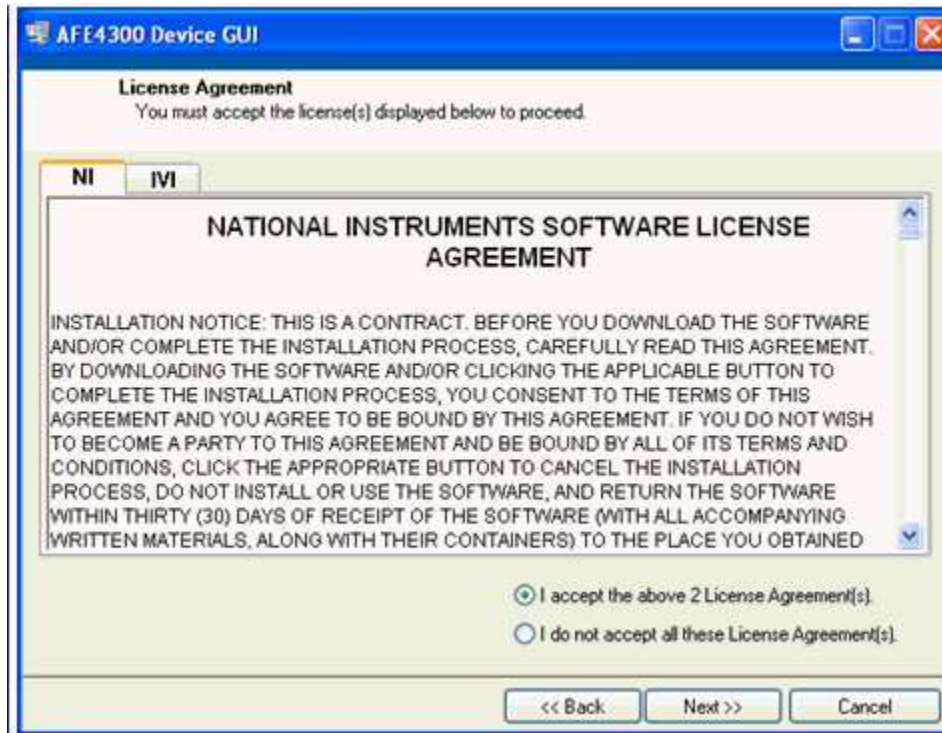 AFE4300 Device GUI
License Agreement
You must accept the license(s) displayed below to proceed.
NI
IVI
NATIONAL INSTRUMENTS SOFTWARE LICENSE
AGREEMENT
INSTALLATION NOTICE: THIS IS A CONTRACT. BEFORE YOU DOWNLOAD THE SOFTWARE
AND/OR COMPLETE THE INSTALLATION PROCESS, CAREFULLY READ THIS AGREEMENT.
BY DOWNLOADING THE SOFTWARE AND/OR CLICKING THE APPLICABLE BUTTON TO
COMPLETE THE INSTALLATION PROCESS, YOU CONSENT TO THE TERMS OF THIS
AGREEMENT AND YOU AGREE TO BE BOUND BY THIS AGREEMENT. IF YOU DO NOT WISH
TO BECOME A PARTY TO THIS AGREEMENT AND BE BOUND BY ALL OF ITS TERMS AND
CONDITIONS, CLICK THE APPROPRIATE BUTTON TO CANCEL THE INSTALLATION
PROCESS, DO NOT INSTALL OR USE THE SOFTWARE, AND RETURN THE SOFTWARE
WITHIN THIRTY (30) DAYS OF RECEIPT OF THE SOFTWARE (WITH ALL ACCOMPANYING
WRITTEN MATERIALS, ALONG WITH THEIR CONTAINERS) TO THE PLACE YOU OBTAINED
I accept the above 2 License Agreement(s).
I do not accept all these License Agreement(s).
<< Back
Next >>
Cancel